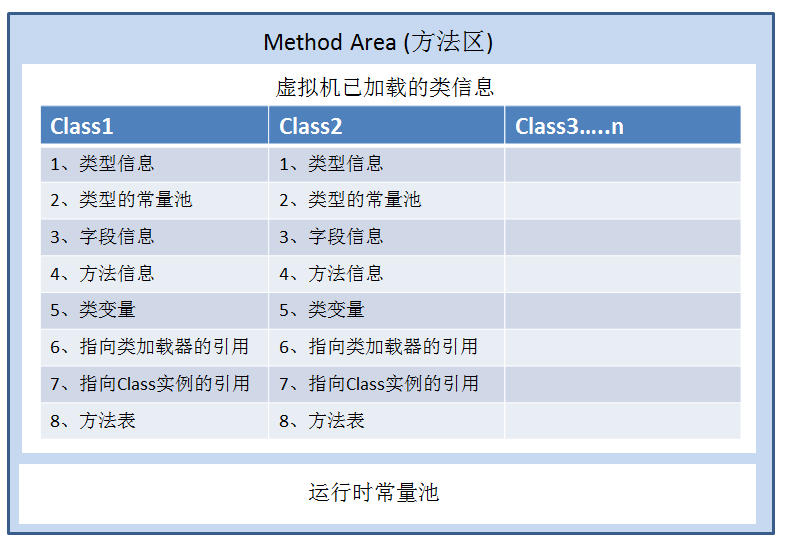 Method Area (方法区)
虚拟机已加载的类信息
Class1 Class2 Class3…..n
1、类型信息 1、类型信息
2、类型的常量池 2、类型的常量池
3、字段信息 3、字段信息
4、方法信息 4、方法信息
5、类变量 5、类变量
6、指向类加载器的引用 6、指向类加载器的引用
7、指向Class实例的引用 7、指向Class实例的引用
8、方法表 8、方法表
运行时常量池